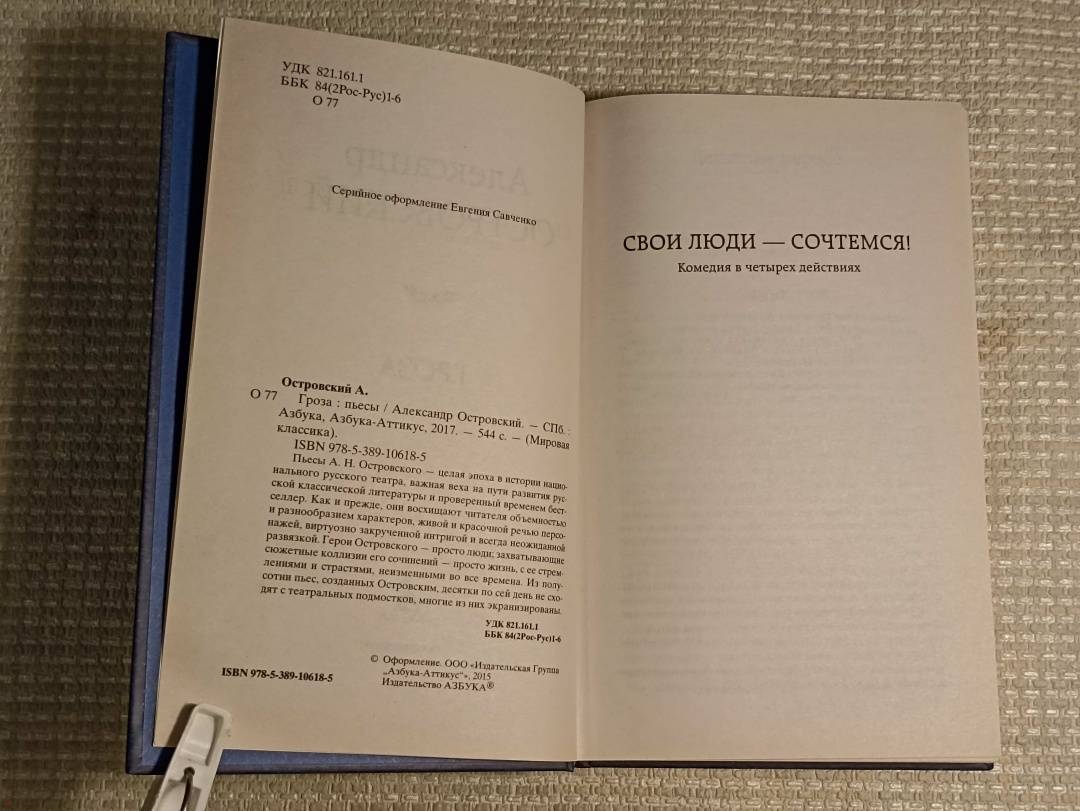 УДК 821.161.1
ББК 84(2Рос-Рус)1-6
О 77
Серийное оформление Евгения Савченко
Островский А.
О 77 Гроза : пьесы / Александр Островский. — СПб. :
Азбука, Азбука-Аттикус, 2017. — 544 с. — (Мировая
классика).
ISBN 978-5-389-10618-5
Пьесы А. Н. Островского — целая эпоха в истории наци-
онального русского театра, важная веха на пути развития рус-
ской классической литературы и проверенный временем бест-
селлер. Как и прежде, они восхищают читателя объемностью
и разнообразием характеров, живой и красочной речью персо-
нажей, виртуозно закрученной интригой и всегда неожиданной
развязкой. Герои Островского — просто люди; захватывающие
сюжетные коллизии его сочинений — просто жизнь, с ее стрем-
лениями и страстями, неизменными во все времена. Из полу-
сотни пьес, созданных Островским, десятки по сей день не схо-
дят с театральных подмостков, многие из них экранизированы.
УДК 821.161.1
ББК 84(2Рос-Рус)1-6
© Оформление. ООО «Издательская Группа
„Азбука-Аттикус“», 2015
Издательство АЗБУКА®
ISBN 978-5-389-10618-5
СВОИ ЛЮДИ — СОЧТЕМСЯ!
Комедия в четырех действиях